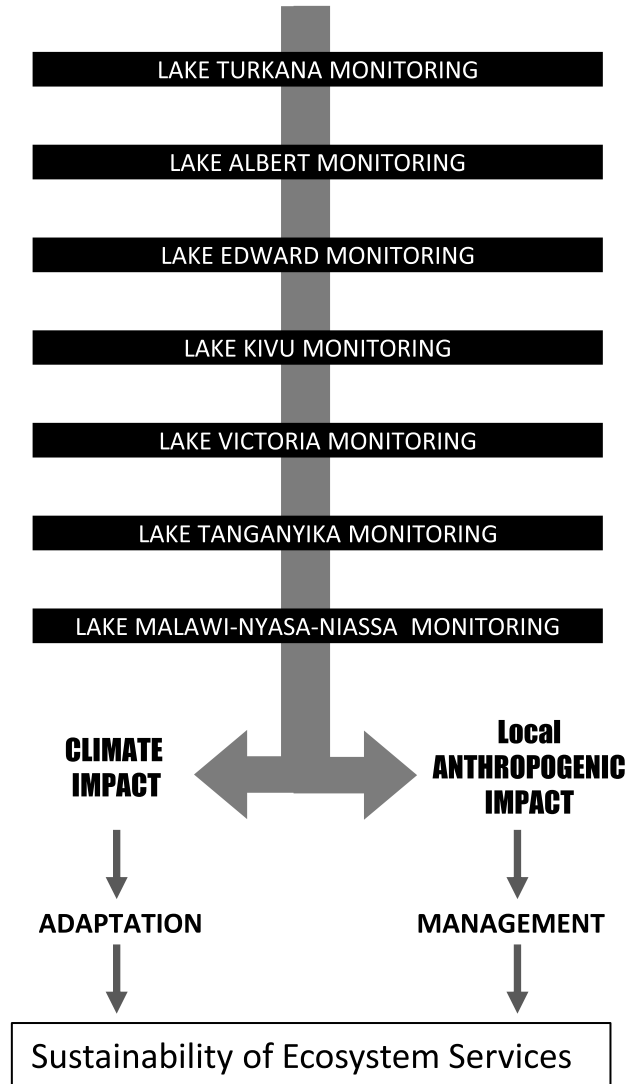 LAKE TURKANA MONITORING
LAKE ALBERT MONITORING
LAKE EDWARD MONITORING
LAKE KIVU MONITORING
LAKE VICTORIA MONITORING
LAKE TANGANYIKA MONITORING
LAKE MALAWI-NYASA-NIASSA MONITORING
CLIMATE
IMPACT
Local
ANTHROPOGENIC
IMPACT
ADAPTATION
MANAGEMENT
Sustainability of Ecosystem Services